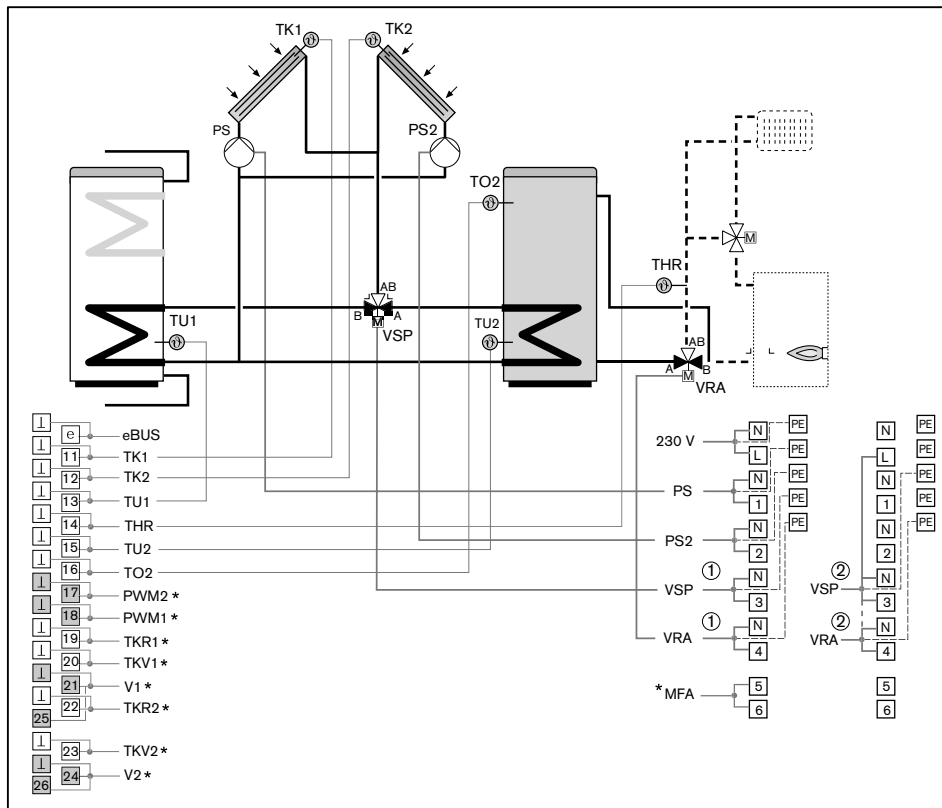 TK1 TK2
PS PS2
TO2
THR
M
AB
B A
M
VSP
TU1
TU2
AB
A B
M
VRA
⊥
e eBUS
⊥
11 TK1
⊥
12 TK2
⊥
13 TU1
⊥
14 THR
⊥
15 TU2
⊥
16 TO2
⊥
17 PWM2*
⊥
18 PWM1*
⊥
19 TKR1*
⊥
20 TKV1*
⊥
21 V1*
⊥
22 TKR2*
25
⊥
23 TKV2*
⊥
24 V2*
26
230 V N L PE
PS N 1 PE
PS2 N 2 PE
VSP ① N 3 PE
VRA ① N 4 PE
*MFA 5 6
N PE
L PE
N PE
1 PE
N PE
2
VSP ② N
3
VRA ② N
4
5
6